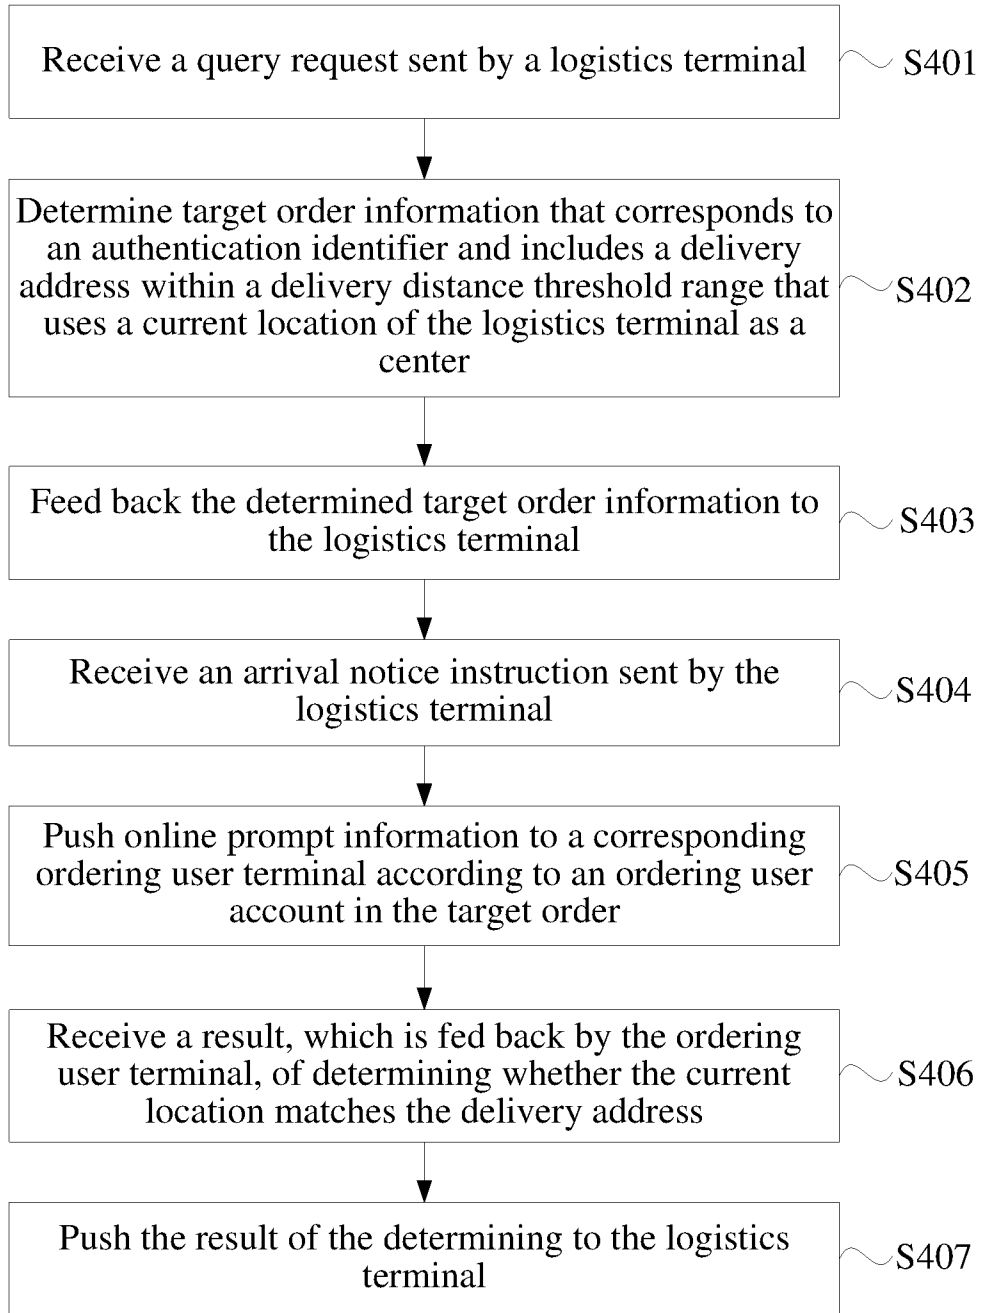 Receive a query request sent by a logistics terminal
S401
Determine target order information that corresponds to
an authentication identifier and includes a delivery
address within a delivery distance threshold range that
uses a current location of the logistics terminal as a
center
S402
Feed back the determined target order information to
the logistics terminal
S403
Receive an arrival notice instruction sent by the
logistics terminal
S404
Push online prompt information to a corresponding
ordering user terminal according to an ordering user
account in the target order
S405
Receive a result, which is fed back by the ordering
user terminal, of determining whether the current
location matches the delivery address
S406
Push the result of the determining to the logistics
terminal
S407